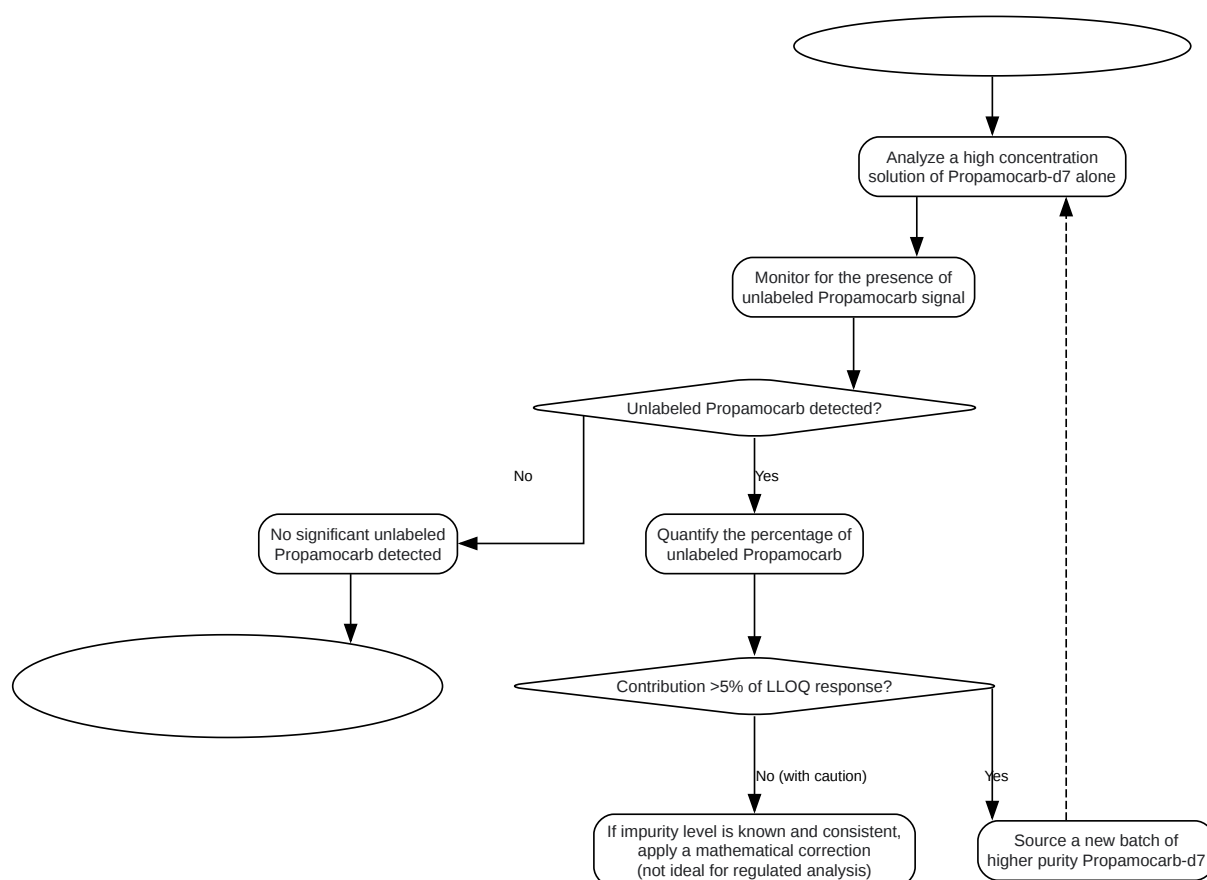 Analyze a high concentration
solution of Propamocarb-d7 alone
Monitor for the presence of
unlabeled Propamocarb signal
Unlabeled Propamocarb detected?
No
Yes
No significant unlabeled
Propamocarb detected
Quantify the percentage of
unlabeled Propamocarb
Contribution >5% of LLOQ response?
No (with caution)
Yes
If impurity level is known and consistent,
apply a mathematical correction
(not ideal for regulated analysis)
Source a new batch of
higher purity Propamocarb-d7